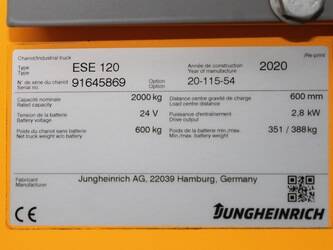 Chariot/Industrial truck
Type ESE 120 Année de construction 2020
Type Year of manufacture
N° de série du chariot 91645869 Option 20-115-54
Serial no. Option
Capacité nominale 2000 kg Distance centre gravité de charge 600 mm
Rated capacity Load centre distance
Tension de la batterie 24 V Puissance d'entraînement 2,8 kW
Battery voltage Drive output
Poids du chariot sans batterie 600 kg Poids de la batterie min./max. 351 / 388 kg
Net truck weight w/o battery Min./max. battery weight
Fabricant Jungheinrich AG, 22039 Hamburg, Germany
Manufacturer
CE JUNGHEINRICH